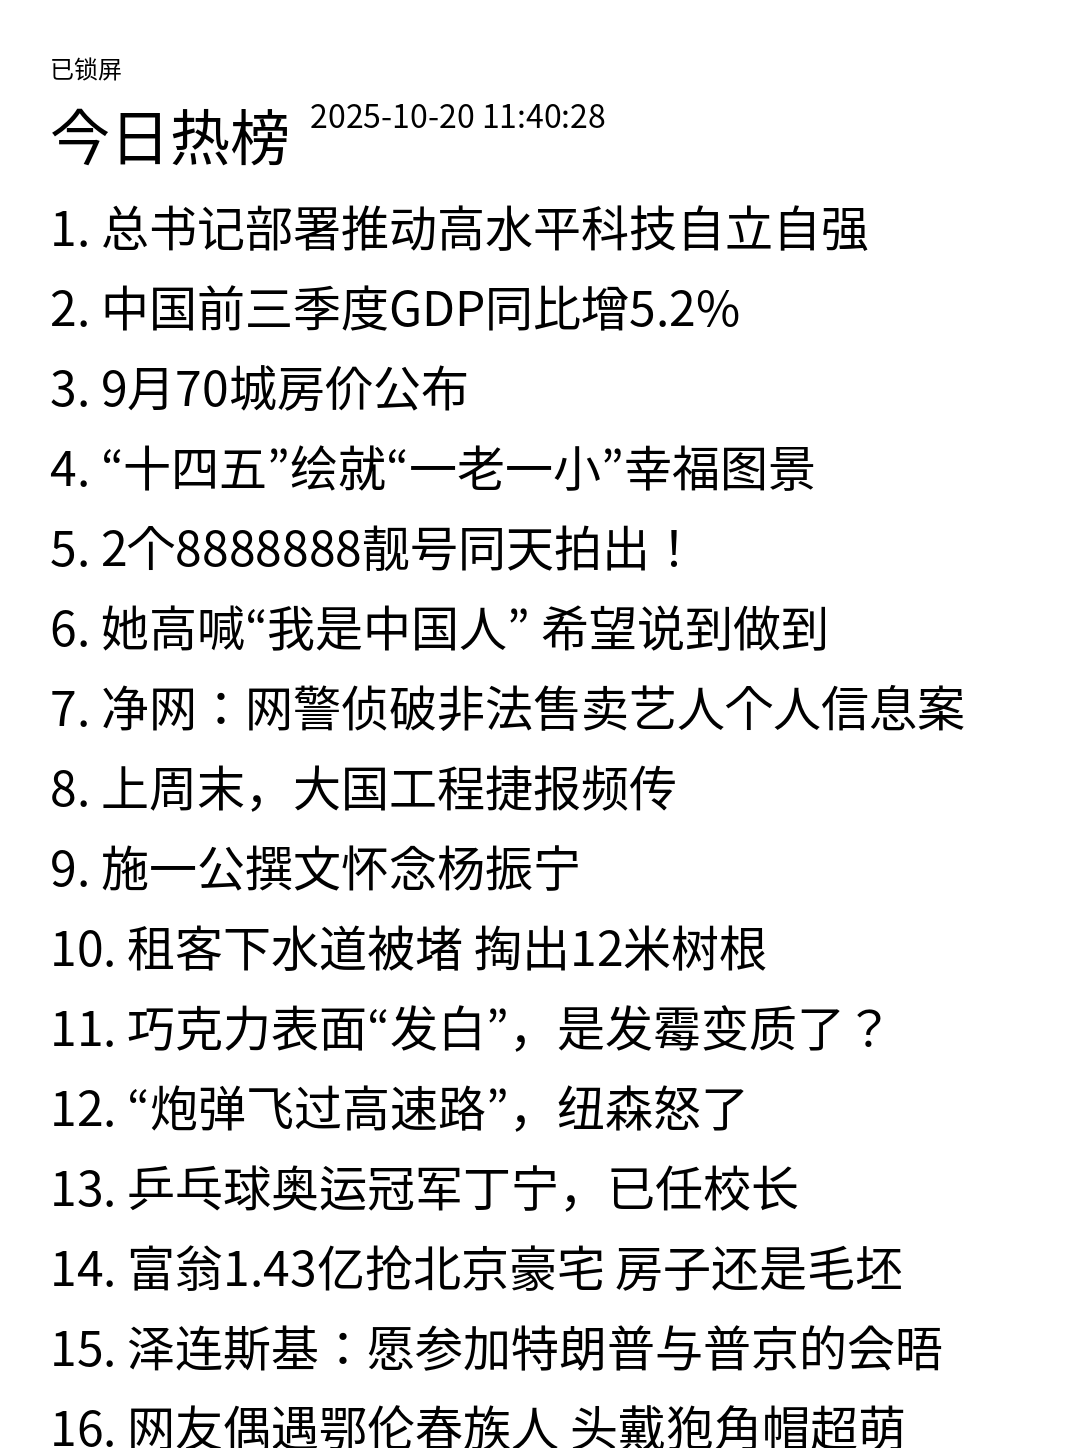 已锁屏
今日热榜 2025-10-20 11:40:28
1. 总书记部署推动高水平科技自立自强
2. 中国前三季度GDP同比增5.2%
3. 9月70城房价公布
4. “十四五”绘就“一老一小”幸福图景
5. 2个8888888靓号同天拍出！
6. 她高喊“我是中国人” 希望说到做到
7. 净网：网警侦破非法售卖艺人个人信息案
8. 上周末，大国工程捷报频传
9. 施一公撰文怀念杨振宁
10. 租客下水道被堵 掏出12米树根
11. 巧克力表面“发白”，是发霉变质了？
12. “炮弹飞过高速路”，纽森怒了
13. 乒乓球奥运冠军丁宁，已任校长
14. 富翁1.43亿抢北京豪宅 房子还是毛坯
15. 泽连斯基：愿参加特朗普与普京的会晤
16. 网友偶遇鄂伦春族人 头戴狍角帽超萌